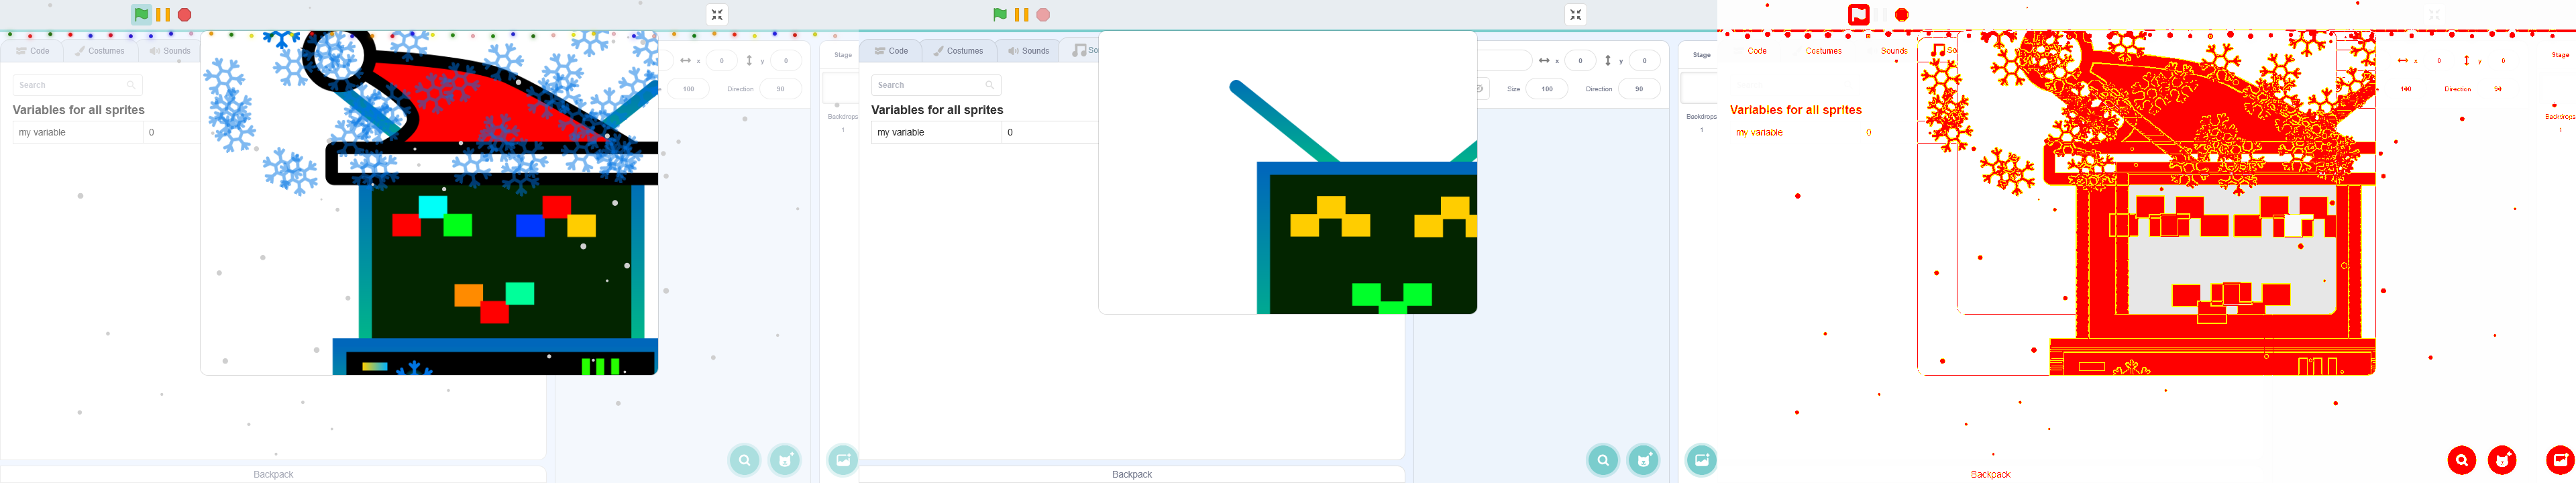 Code Costumes Sounds
x 0 y 0
Stage
Search
100 Direction 90
Variables for all sprites
my variable 0
Backdrops
1
Backpack
Code Costumes Sounds So
x 0 y 0
Stage
Search
Size 100 Direction 90
Variables for all sprites
my variable 0
Backdrops
1
Backpack
Code Costumes Sounds So
x 0 y 0
Stage
Direction
Variables for all sprites
my variable 0
Backdrops
Backpack